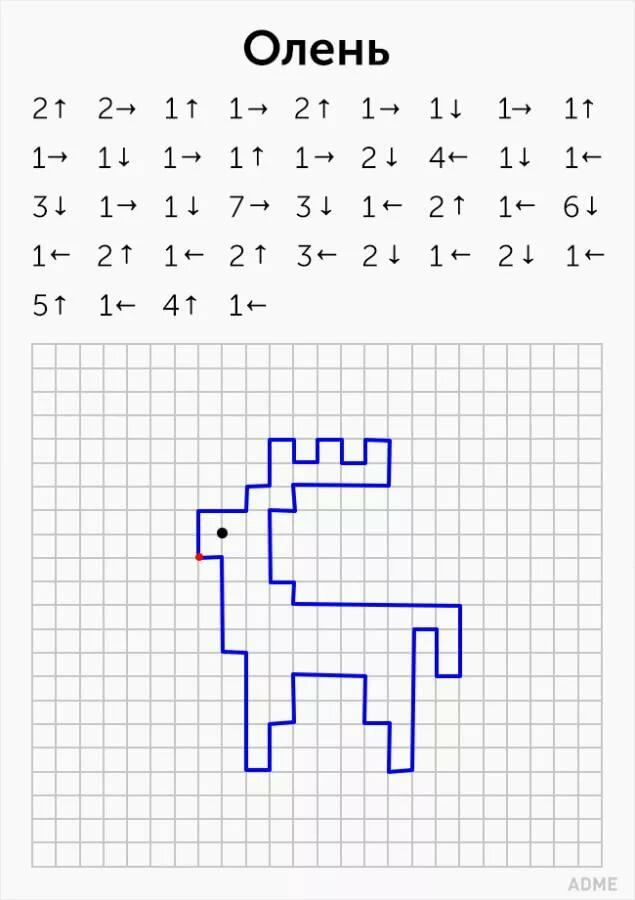 Олень
2↑ 2→ 1↑ 1→ 2↑ 1→ 1↓ 1→ 1↑
1→ 1↓ 1→ 1↑ 1→ 2↓ 4← 1↓ 1←
3↓ 1→ 1↓ 7→ 3↓ 1← 2↑ 1← 6↓
1← 2↑ 1← 2↑ 3← 2↓ 1← 2↓ 1←
5↑ 1← 4↑ 1←
ADME